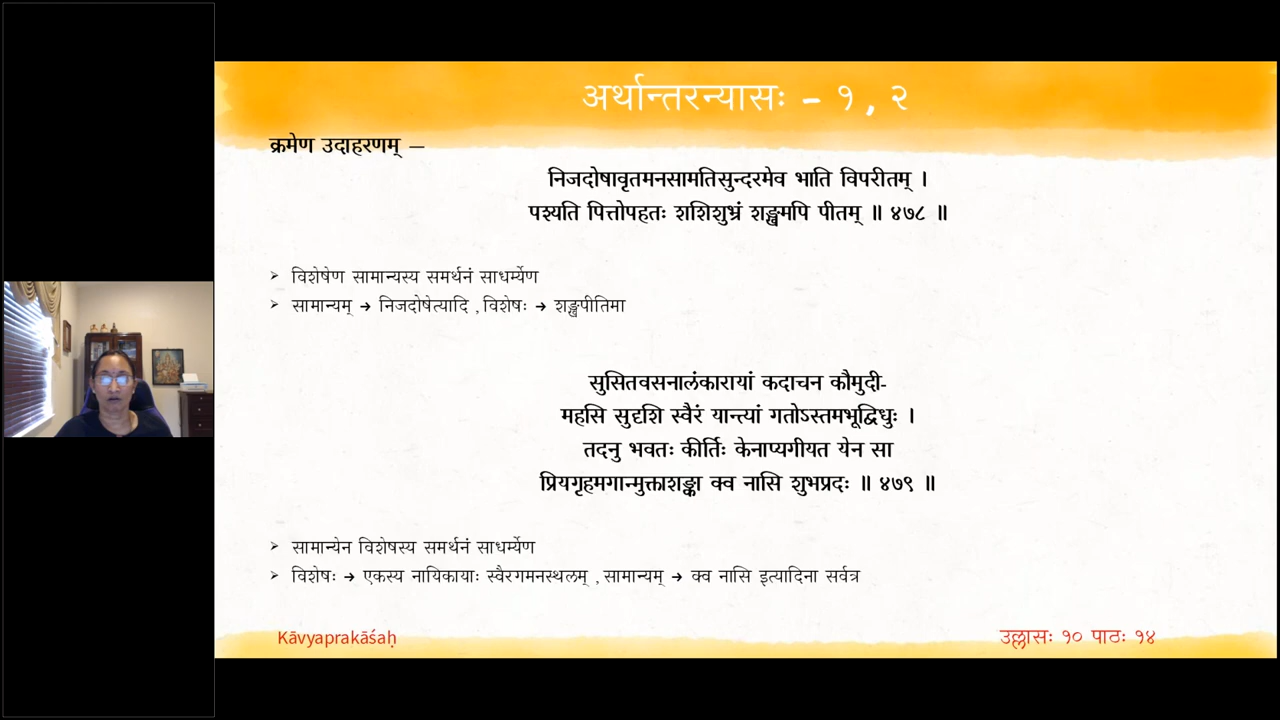 अर्थान्तरन्यासः - १ , २
क्रमेण उदाहरणम् —
निजदोषावृतमनसामतिसुन्दरमेव भाति विपरीतम् ।
पश्यति पित्तोपहतः शशिशुभ्रं शङ्खमपि पीतम् ॥ ४७८ ॥
➢ विशेषेण सामान्यस्य समर्थनं साधर्म्येण
➢ सामान्यम् → निजदोषेत्यादि , विशेषः → शङ्खपीतिमा
सुसितवसनालंकारायां कदाचन कौमुदी-
महसि सुदृशि स्वैरं यान्त्यां गतोऽस्तमभूद्विधुः ।
तदनु भवतः कीर्तिः केनाप्यगीयत येन सा
प्रियगृहमगान्मुक्ताशङ्का क्व नासि शुभप्रदः ॥ ४७९ ॥
➢ सामान्येन विशेषस्य समर्थनं साधर्म्येण
➢ विशेषः → एकस्य नायिकायाः स्वैरगमनस्थलम् , सामान्यम् → क्व नासि इत्यादिना सर्वत्र
Kāvyaprakāśaḥ
उल्लासः १० पाठः १४